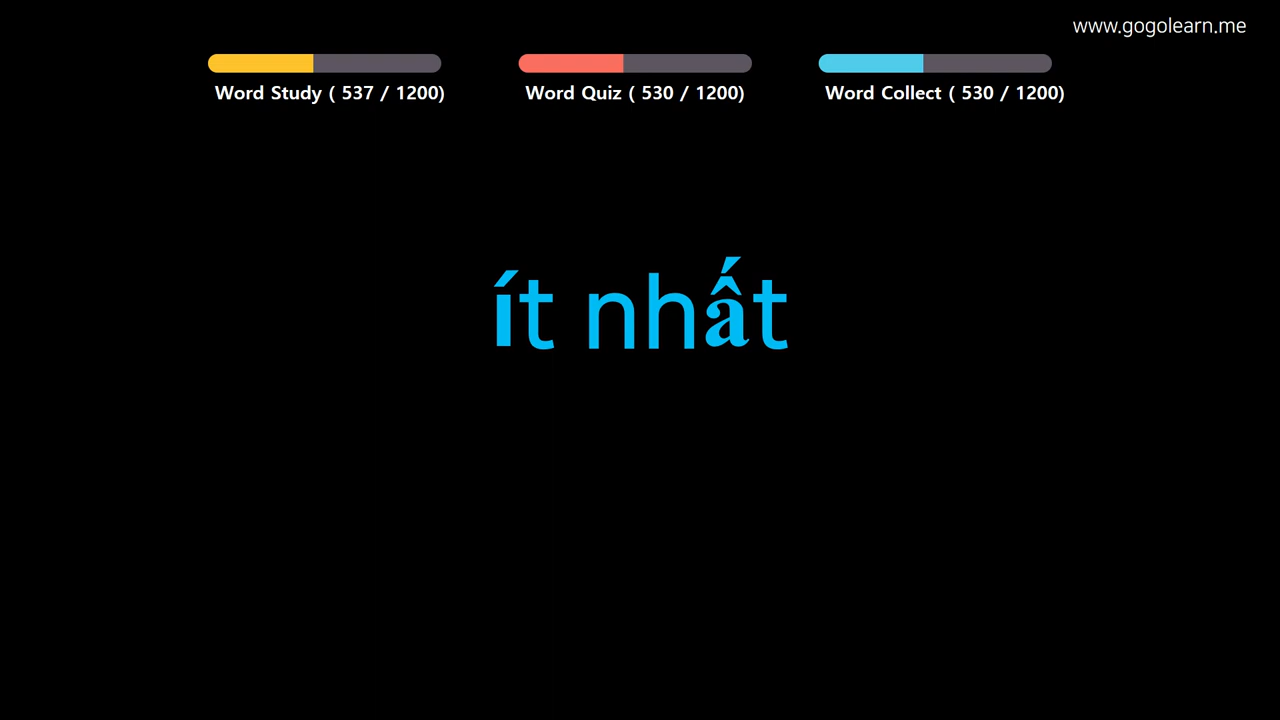 www.gogolearn.me
Word Study ( 537 / 1200)
Word Quiz ( 530 / 1200)
Word Collect ( 530 / 1200)
ít nhất